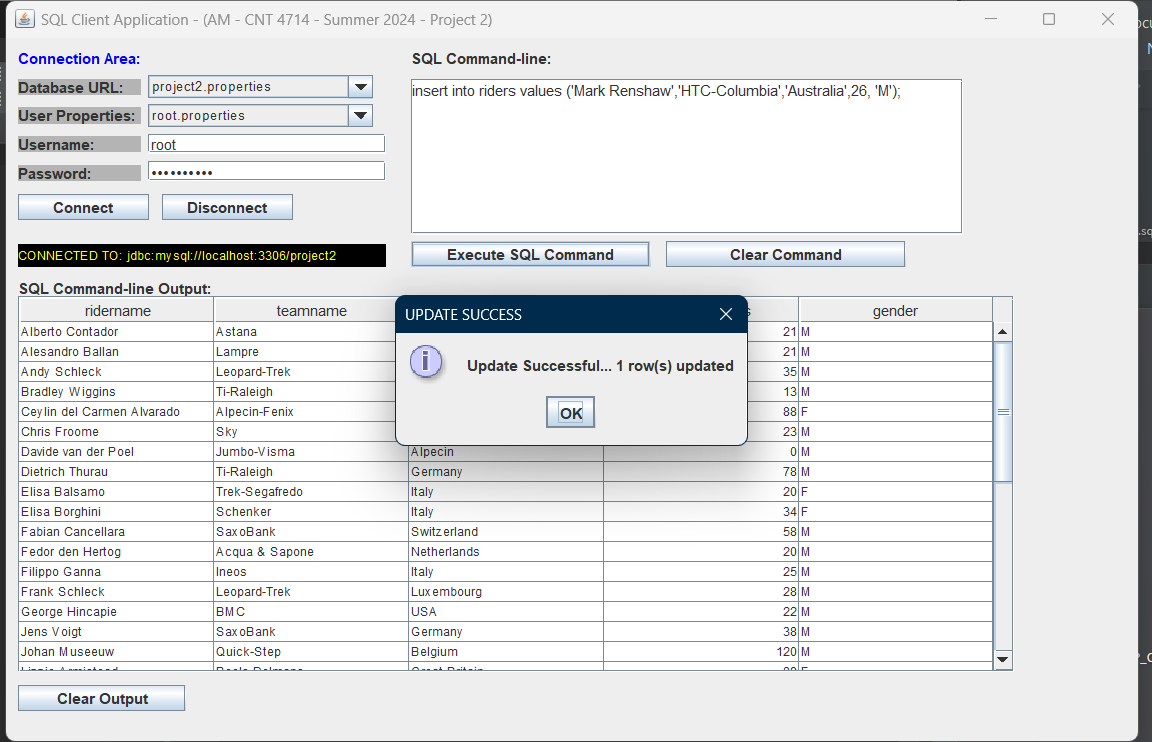 SQL Client Application - (AM - CNT 4714 - Summer 2024 - Project 2)
Connection Area:
SQL Command-line:
Database URL: project2.properties
User Properties: root.properties
Username: root
Password: ••••••••••
insert into riders values ('Mark Renshaw','HTC-Columbia','Australia',26, 'M');
Connect Disconnect
CONNECTED TO: jdbc:mysql://localhost:3306/project2
Execute SQL Command Clear Command
SQL Command-line Output:
ridername teamname gender
Alberto Contador Astana 21 M
Alesandro Ballan Lampre 21 M
Andy Schleck Leopard-Trek 35 M
Bradley Wiggins Ti-Raleigh 13 M
Ceylin del Carmen Alvarado Alpecin-Fenix 88 F
Chris Froome Sky 23 M
Davide van der Poel Jumbo-Visma Alpecin 0 M
Dietrich Thurau Ti-Raleigh Germany 78 M
Elisa Balsamo Trek-Segafredo Italy 20 F
Elisa Borghini Schenker Italy 34 F
Fabian Cancellara SaxoBank Switzerland 58 M
Fedor den Hertog Acqua & Sapone Netherlands 20 M
Filippo Ganna Ineos Italy 25 M
Frank Schleck Leopard-Trek Luxembourg 28 M
George Hincapie BMC USA 22 M
Jens Voigt SaxoBank Germany 38 M
Johan Museeuw Quick-Step Belgium 120 M
UPDATE SUCCESS
Update Successful... 1 row(s) updated
OK
Clear Output